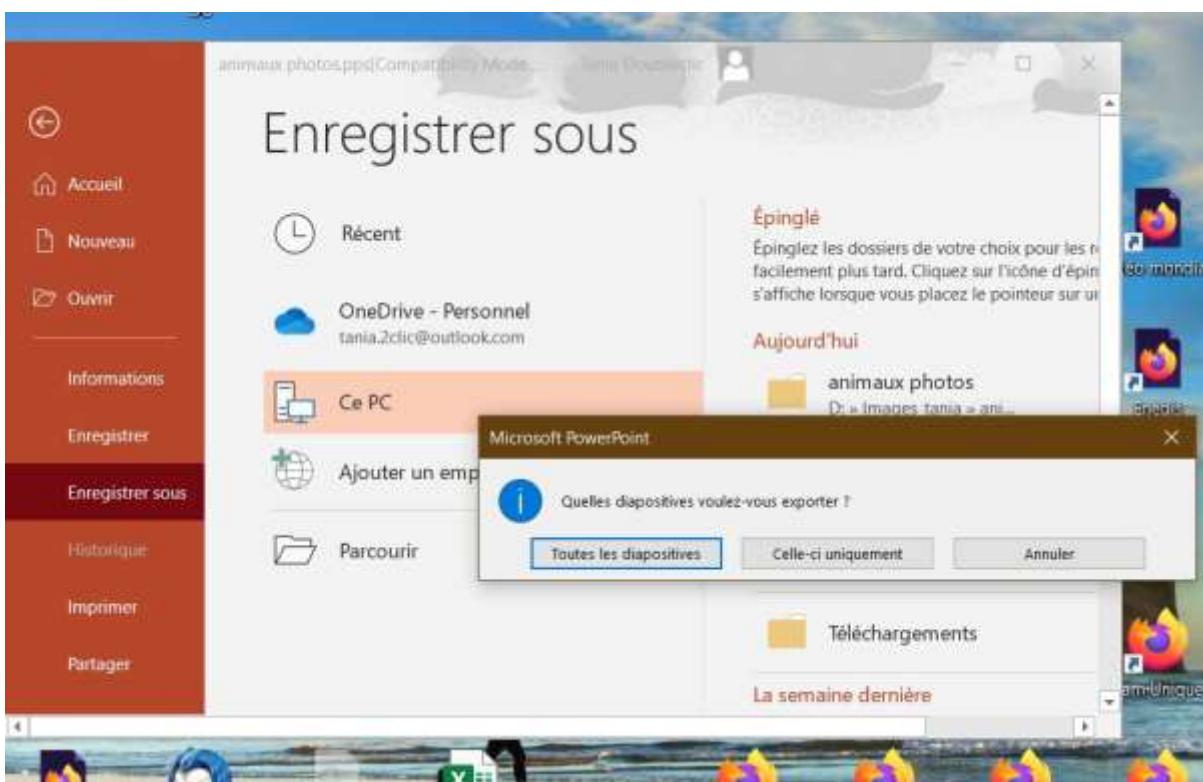 animaux photos.pps[Compatibility Mode...
Enregistrer sous
Accueil
Nouveau
Ouvrir
Informations
Enregistrer
Enregistrer sous
Historique
Imprimer
Partager
Récent
OneDrive - Personnel
tania.2clic@outlook.com
Ce PC
Ajouter un emp
Parcourir
Épinglé
Épinglez les dossiers de votre choix pour les r
facilement plus tard. Cliquez sur l'icône d'épin
s'affiche lorsque vous placez le pointeur sur u
Aujourd'hui
animaux photos
D: » Images tania » ani...
Microsoft PowerPoint
Quelles diapositives voulez-vous exporter ?
Toutes les diapositives
Celle-ci uniquement
Annuler
Téléchargements
La semaine dernière